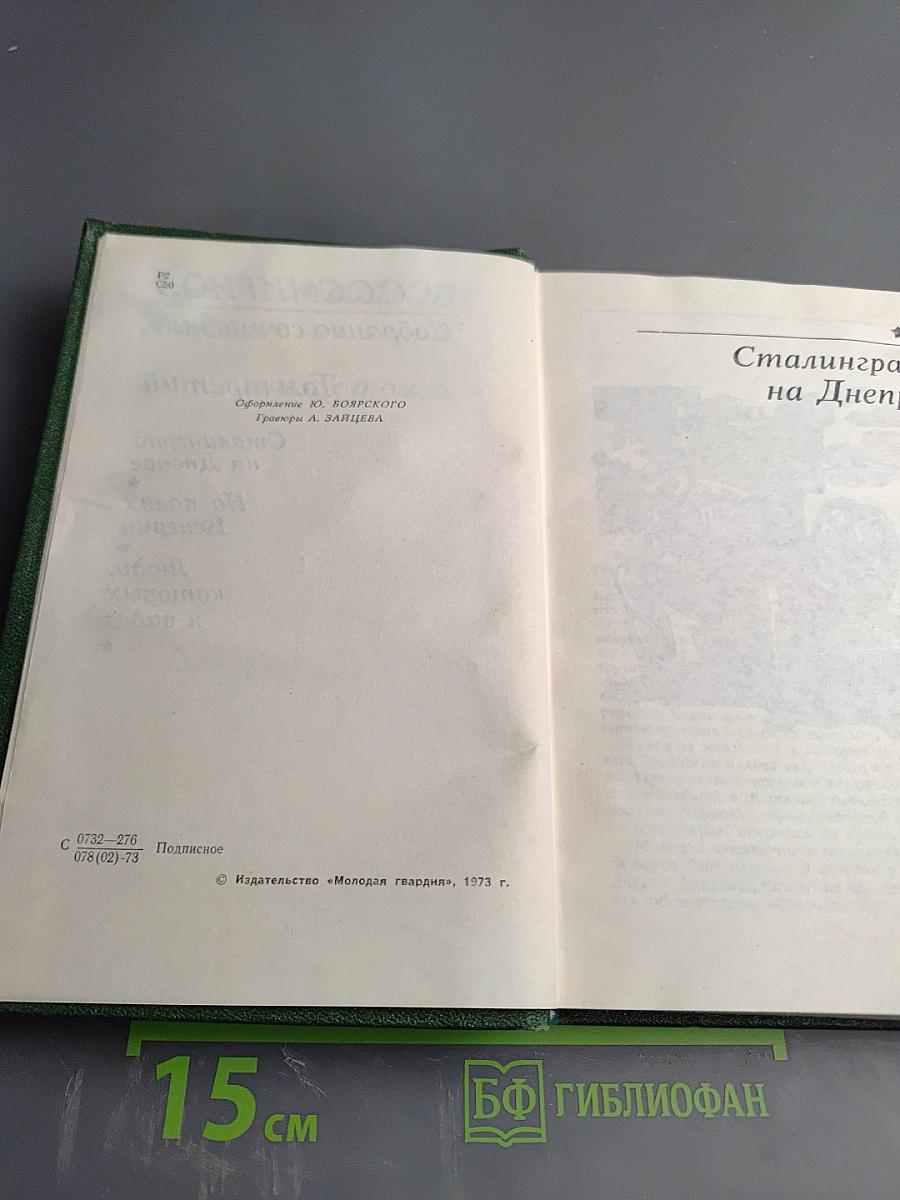 Р2
С50
Оформление Ю. БОЯРСКОГО
Гравюры А. ЗАЙЦЕВА
С 0732—276
078(02)-73 Подписное
© Издательство «Молодая гвардия», 1973 г.
Сталингра
на Днеп
15 см
БФ ГИБЛИОФАН